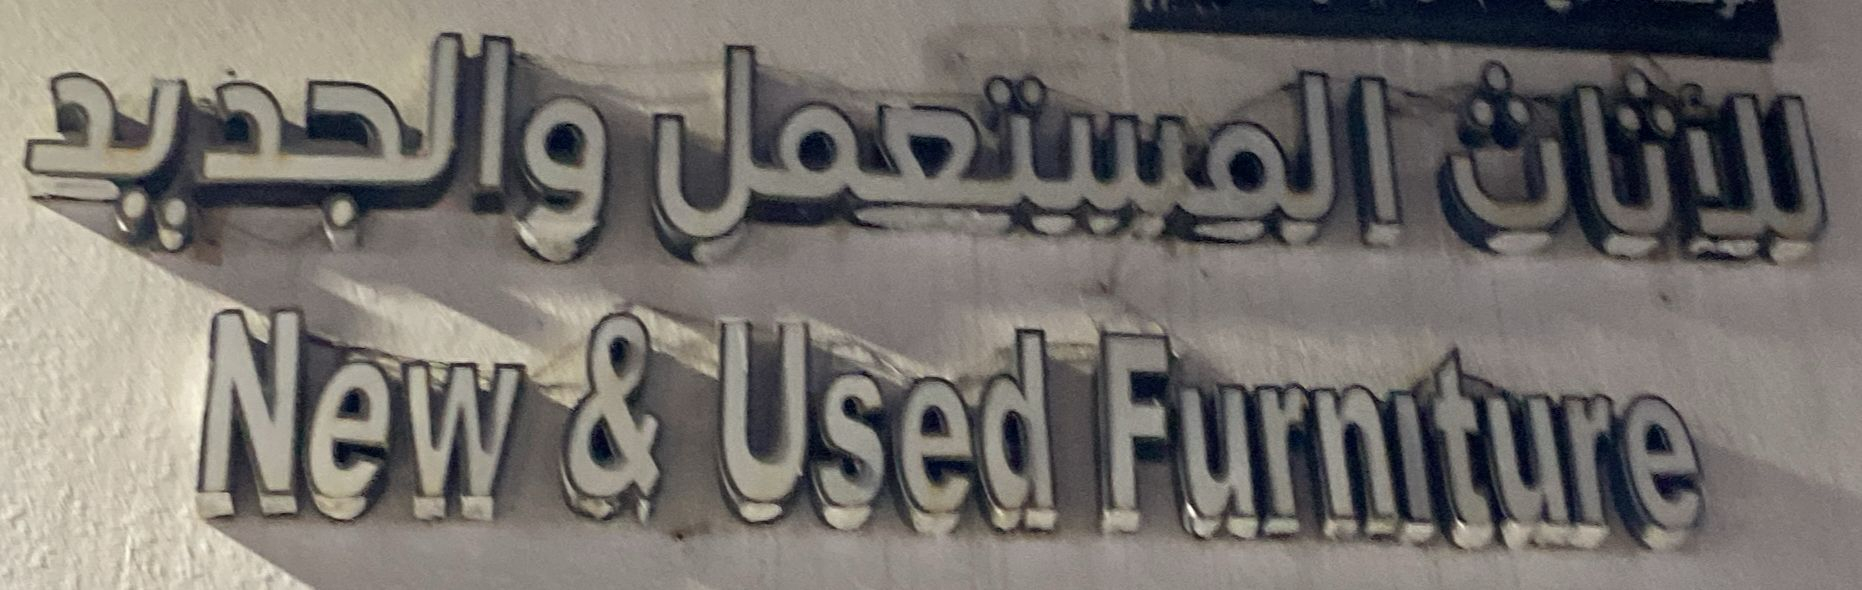 للأثاث المستعمل والجديد
New & Used Furniture